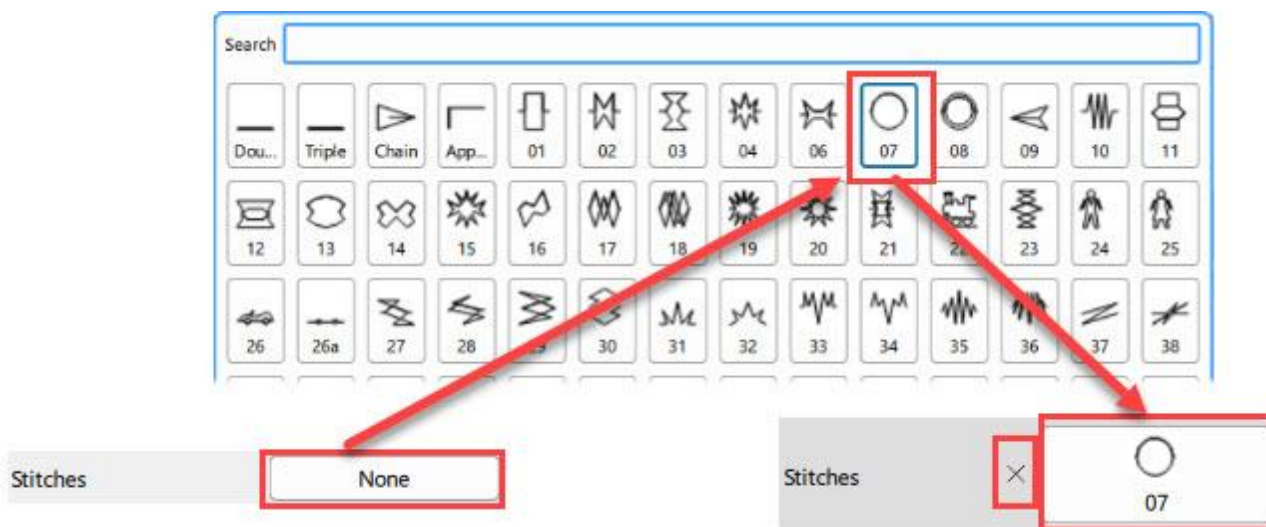 Search
Dou... Triple Chain App... 01 02 03 04 06 07 08 09 10 11
12 13 14 15 16 17 18 19 20 21 22 23 24 25
26 26a 27 28 29 30 31 32 33 34 35 36 37 38
Stitches None
Stitches 07